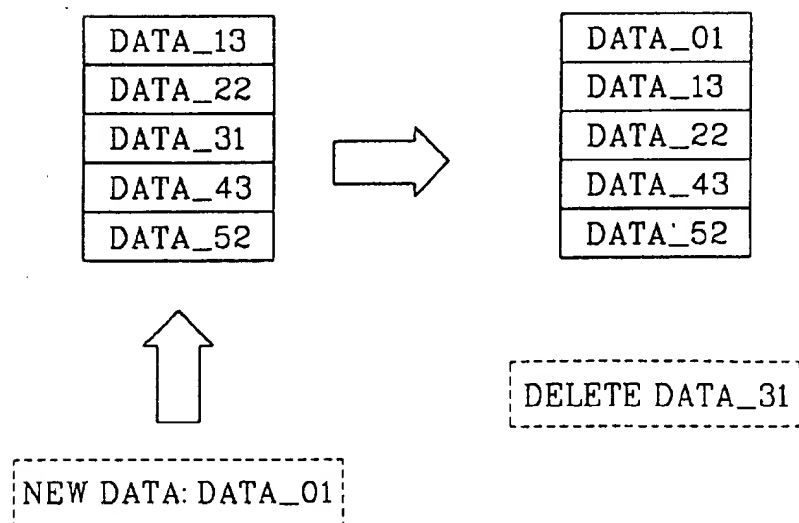 DATA_13
DATA_22
DATA_31
DATA_43
DATA_52
NEW DATA: DATA_01
DATA_01
DATA_13
DATA_22
DATA_43
DATA_52
DELETE DATA_31